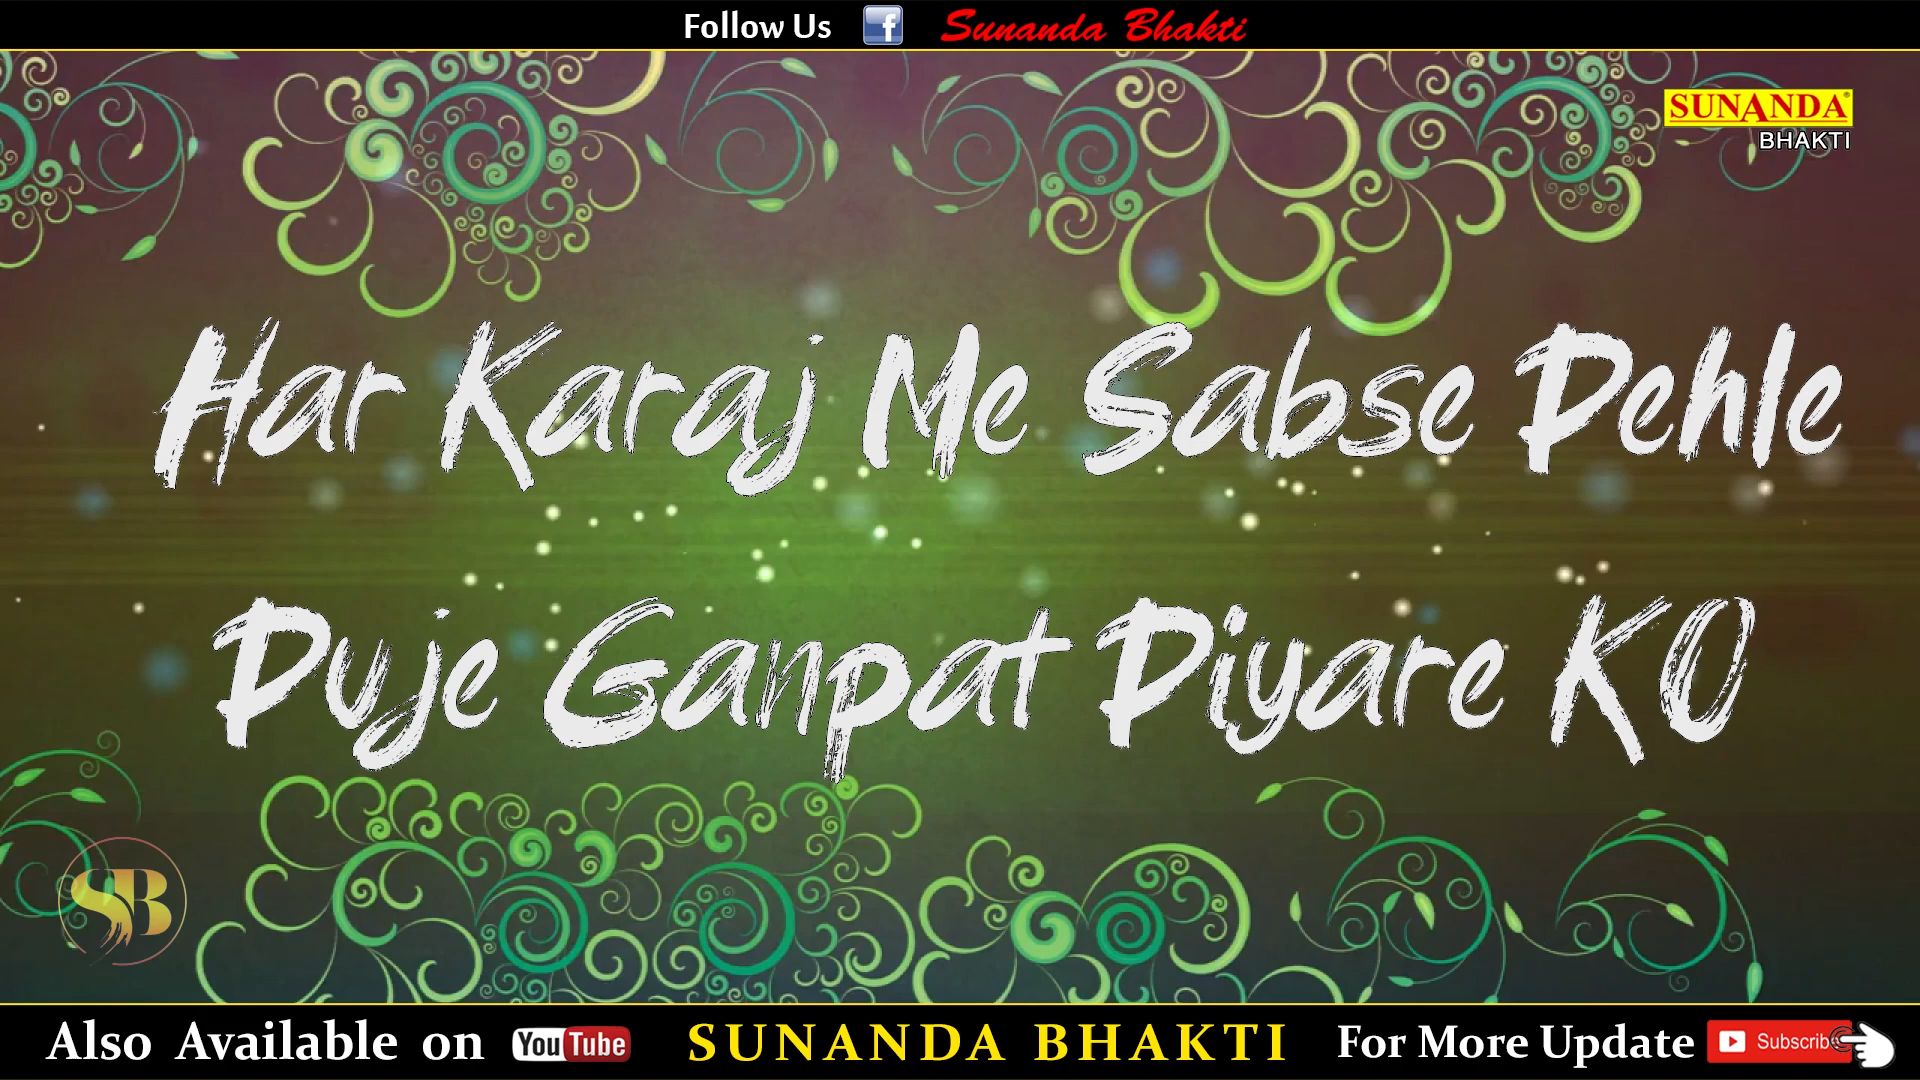 Follow Us f Sunanda Bhakti
SUNANDA®
BHAKTI
Har Karaj Me Sabse Pehle
Puje Ganpat Piyare KO
SB
Also Available on YouTube SUNANDA BHAKTI For More Update Subscribe